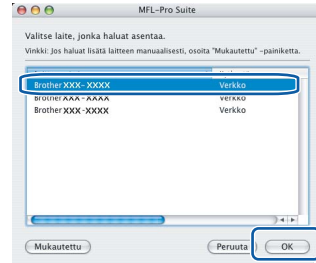 MFL-Pro Suite
Valitse laite, jonka haluat asentaa.
Vinkki: Jos haluat lisätä laitteen manuaalisesti, osoita "Mukautettu" -painiketta.
Brother XXX-XXXX Verkko
Brother XXX-XXXX Verkko
Brother XXX-XXXX Verkko
Mukautettu Peruuta OK